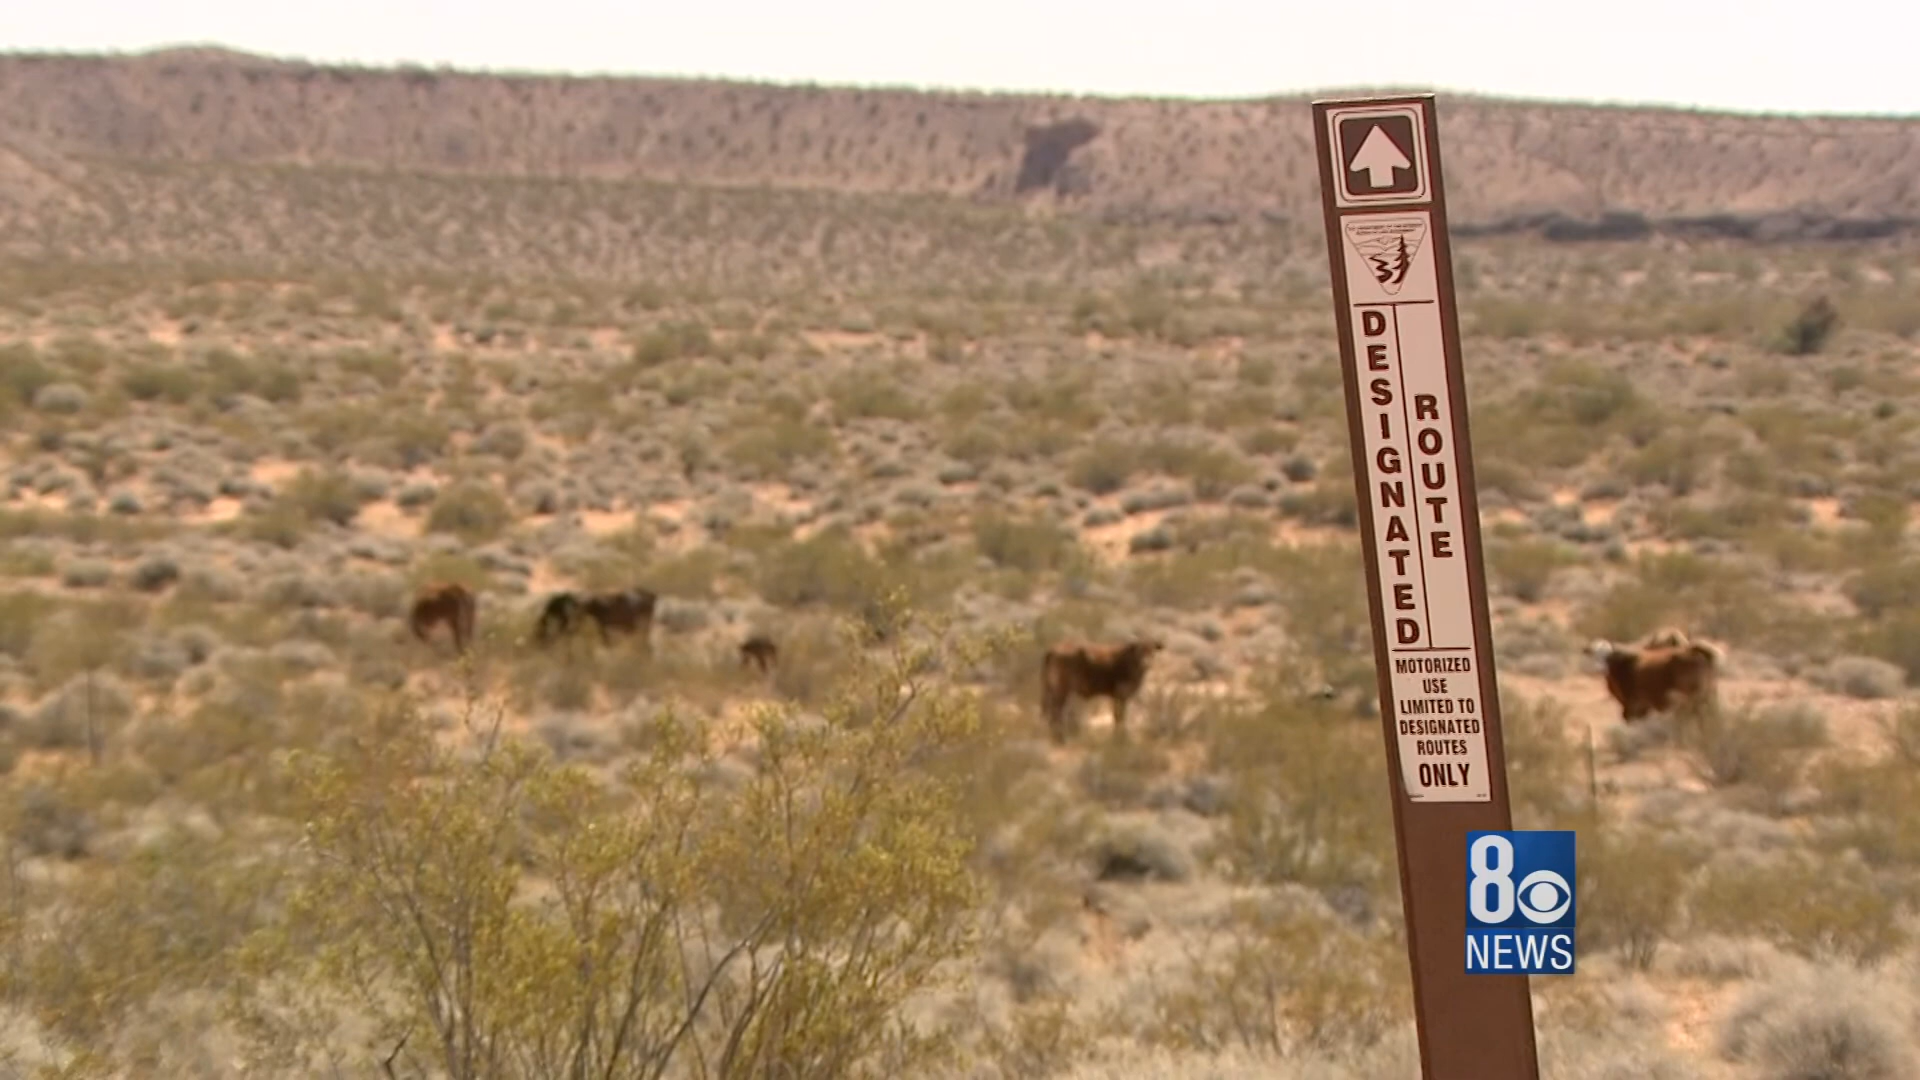 DESIGNATED
ROUTE
MOTORIZED
USE
LIMITED TO
DESIGNATED
ROUTES
ONLY
8
NEWS